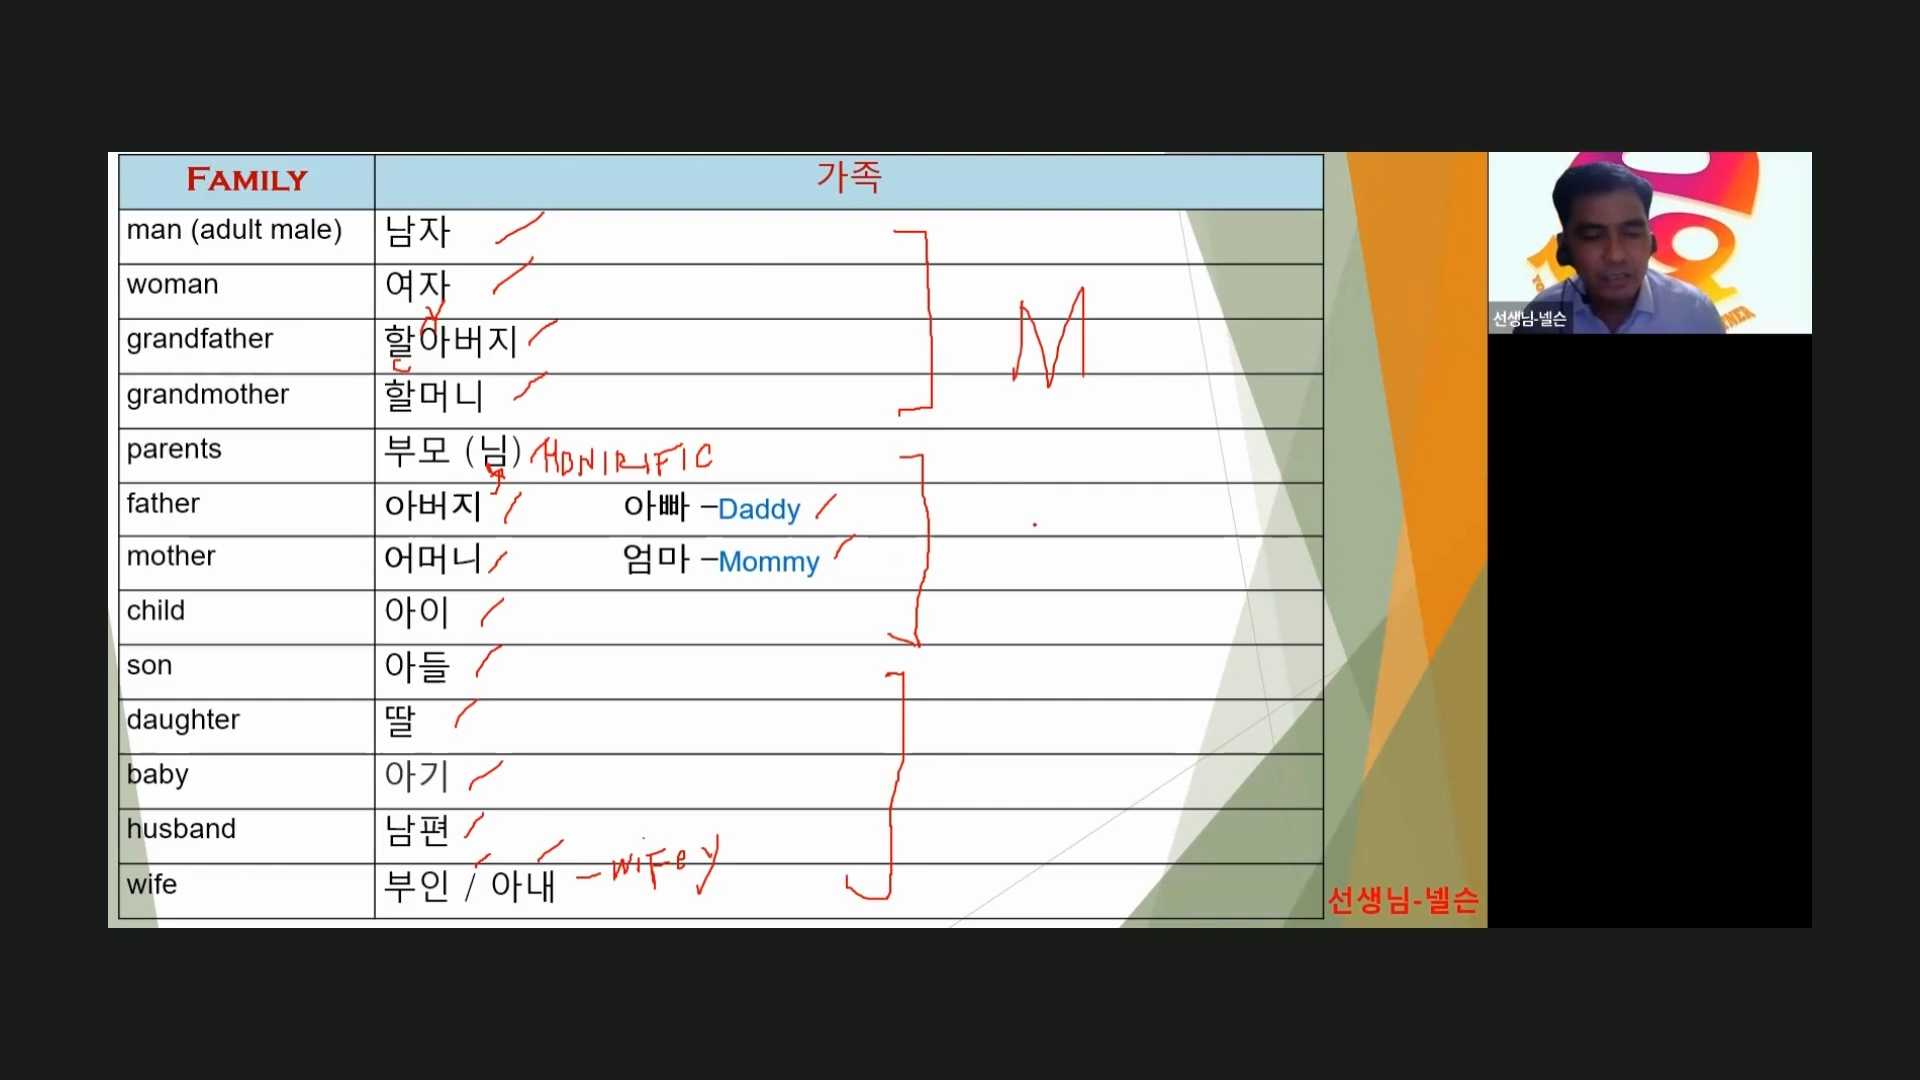 FAMILY 가족
man (adult male) 남자
woman 여자
grandfather 할아버지
grandmother 할머니
M
parents 부모 (님) HONIRIFIC
father 아버지 아빠 –Daddy
mother 어머니 엄마 –Mommy
child 아이
son 아들
daughter 딸
baby 아기
husband 남편
wife 부인 / 아내 – wifey
선생님-넬슨
선생님-넬슨